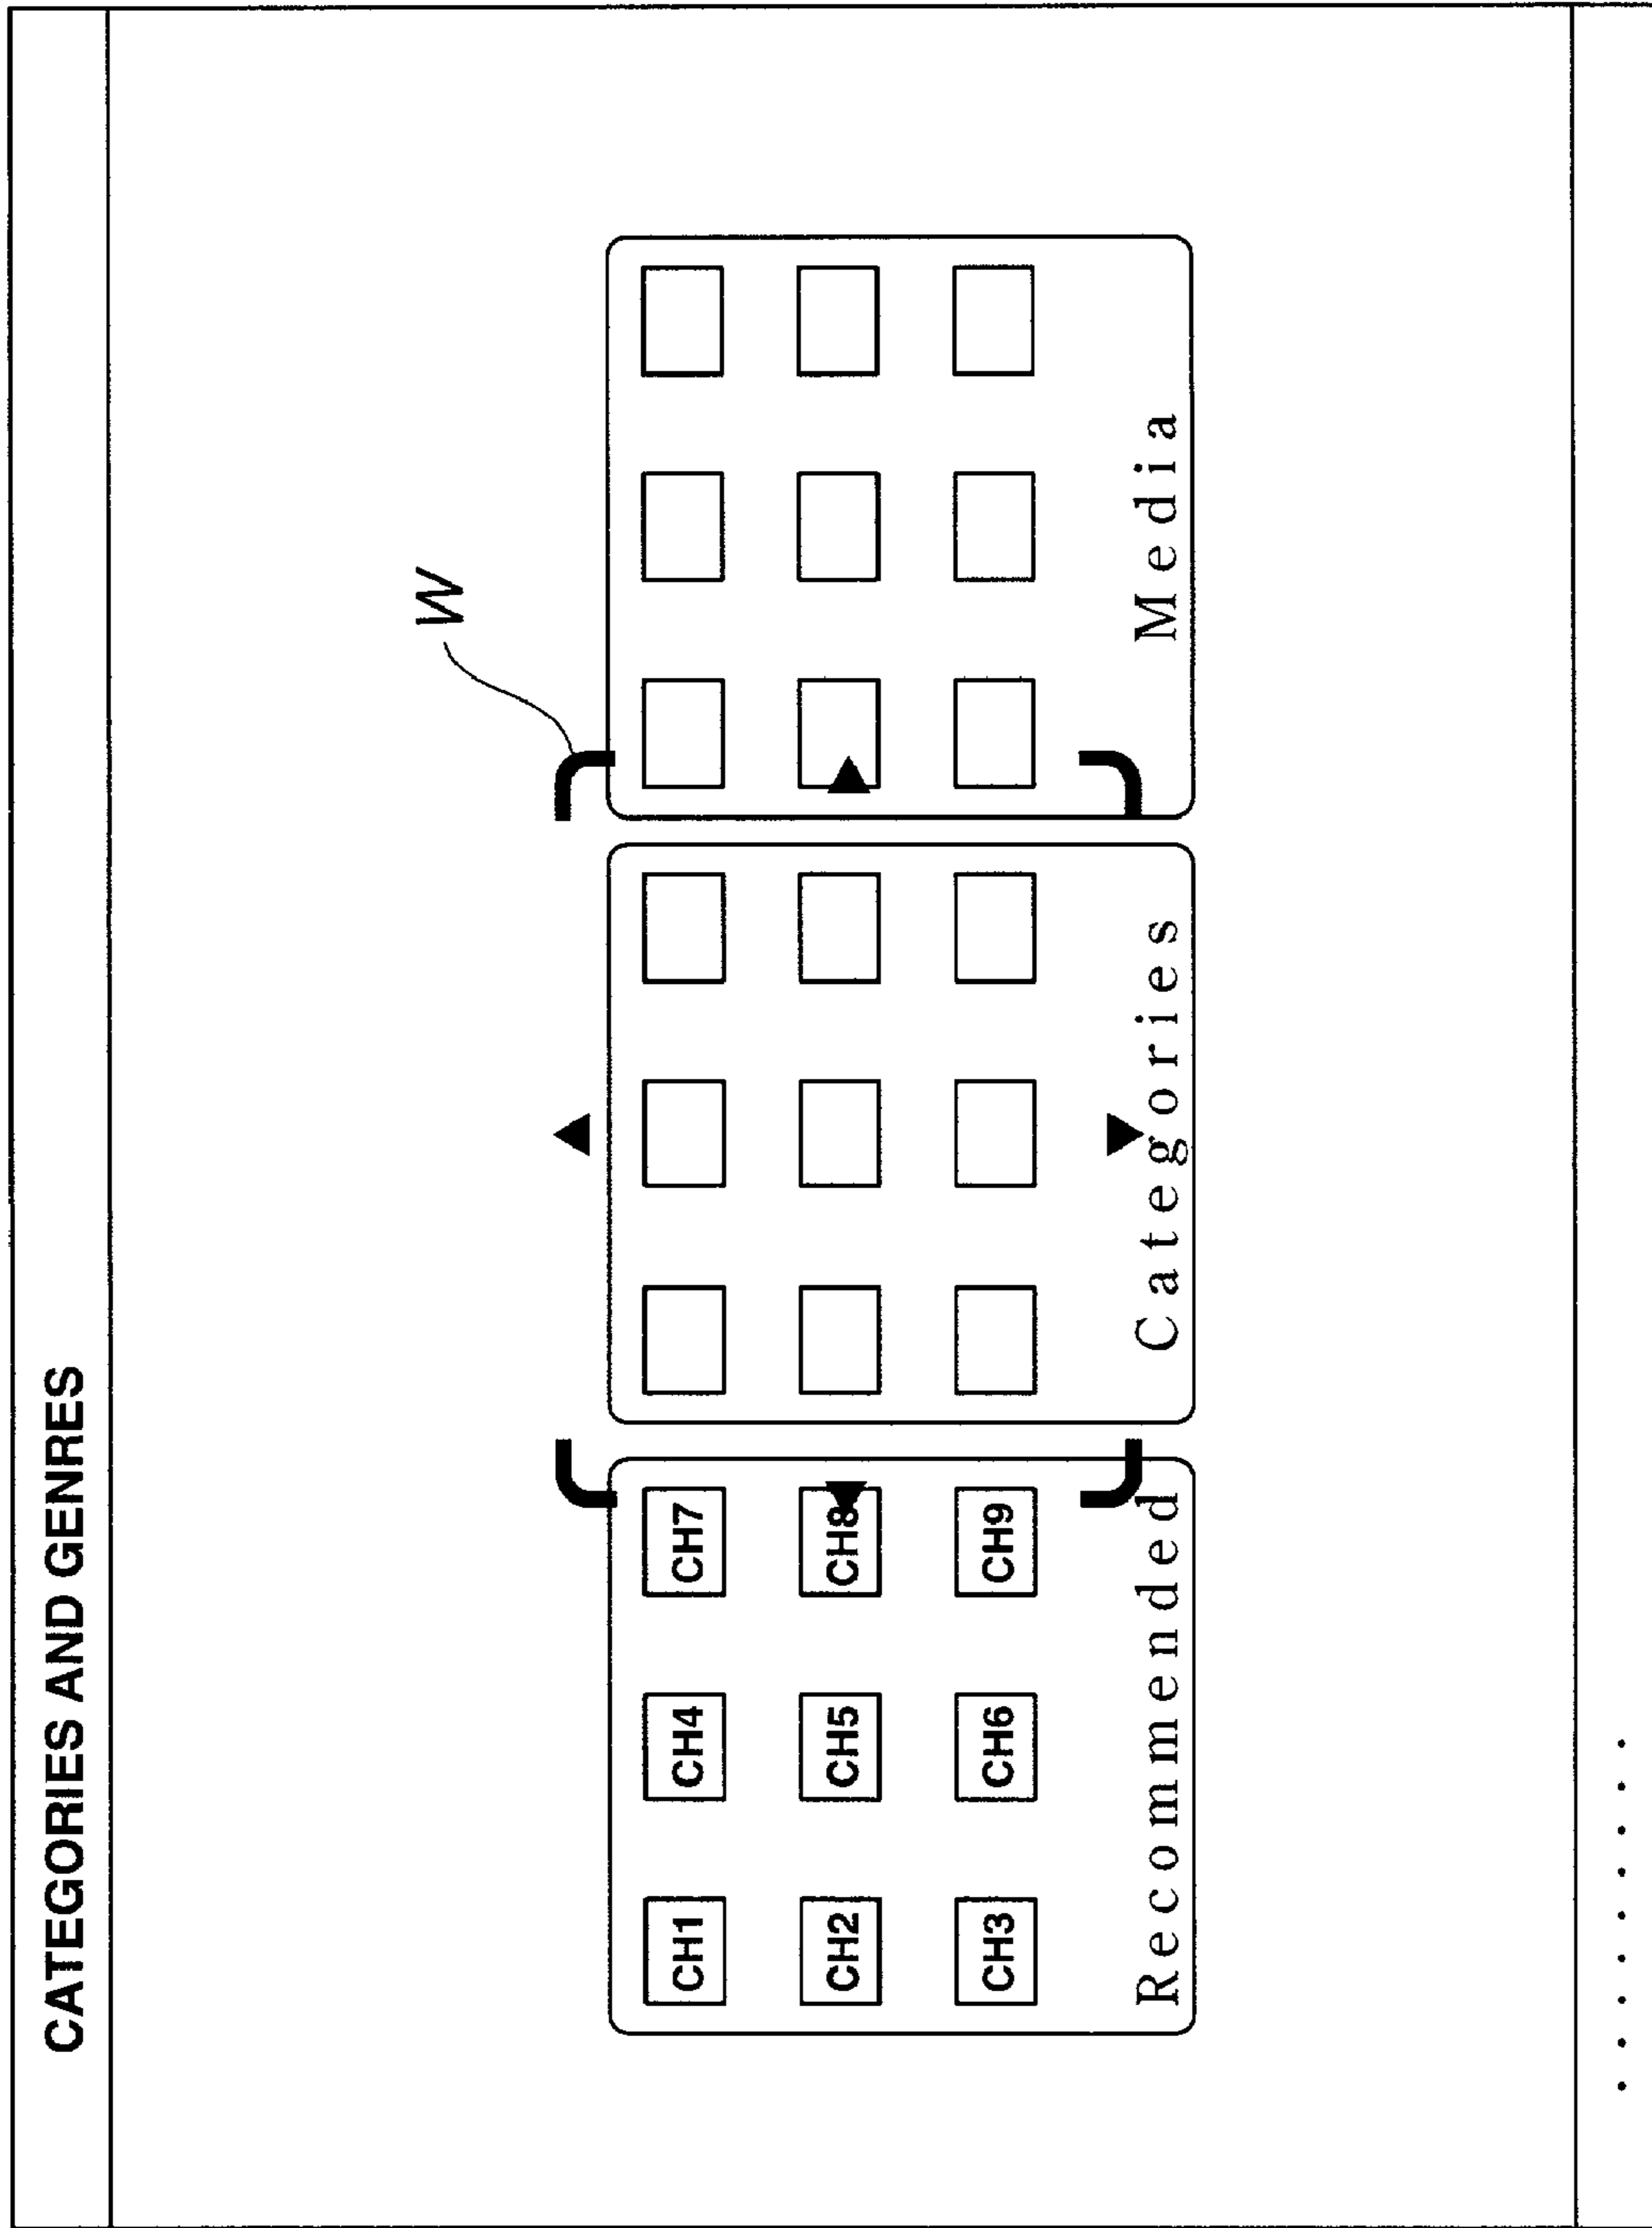 CATEGORIES AND GENRES
W
CH1 CH4 CH7
CH2 CH5 CH8
CH3 CH6 CH9
Recommended Categories Media
. . . . . . . . .